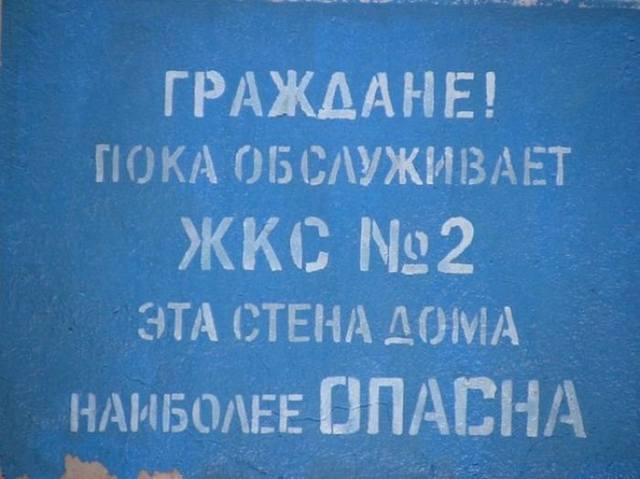 ГРАЖДАНЕ!
ПОКА ОБСЛУЖИВАЕТ
ЖКС №2
ЭТА СТЕНА ДОМА
НАИБОЛЕЕ ОПАСНА